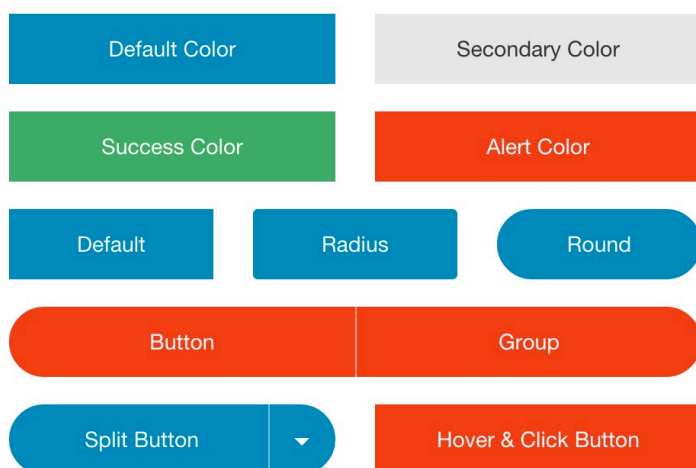 Default Color
Secondary Color
Success Color
Alert Color
Default
Radius
Round
Button
Group
Split Button
Hover & Click Button